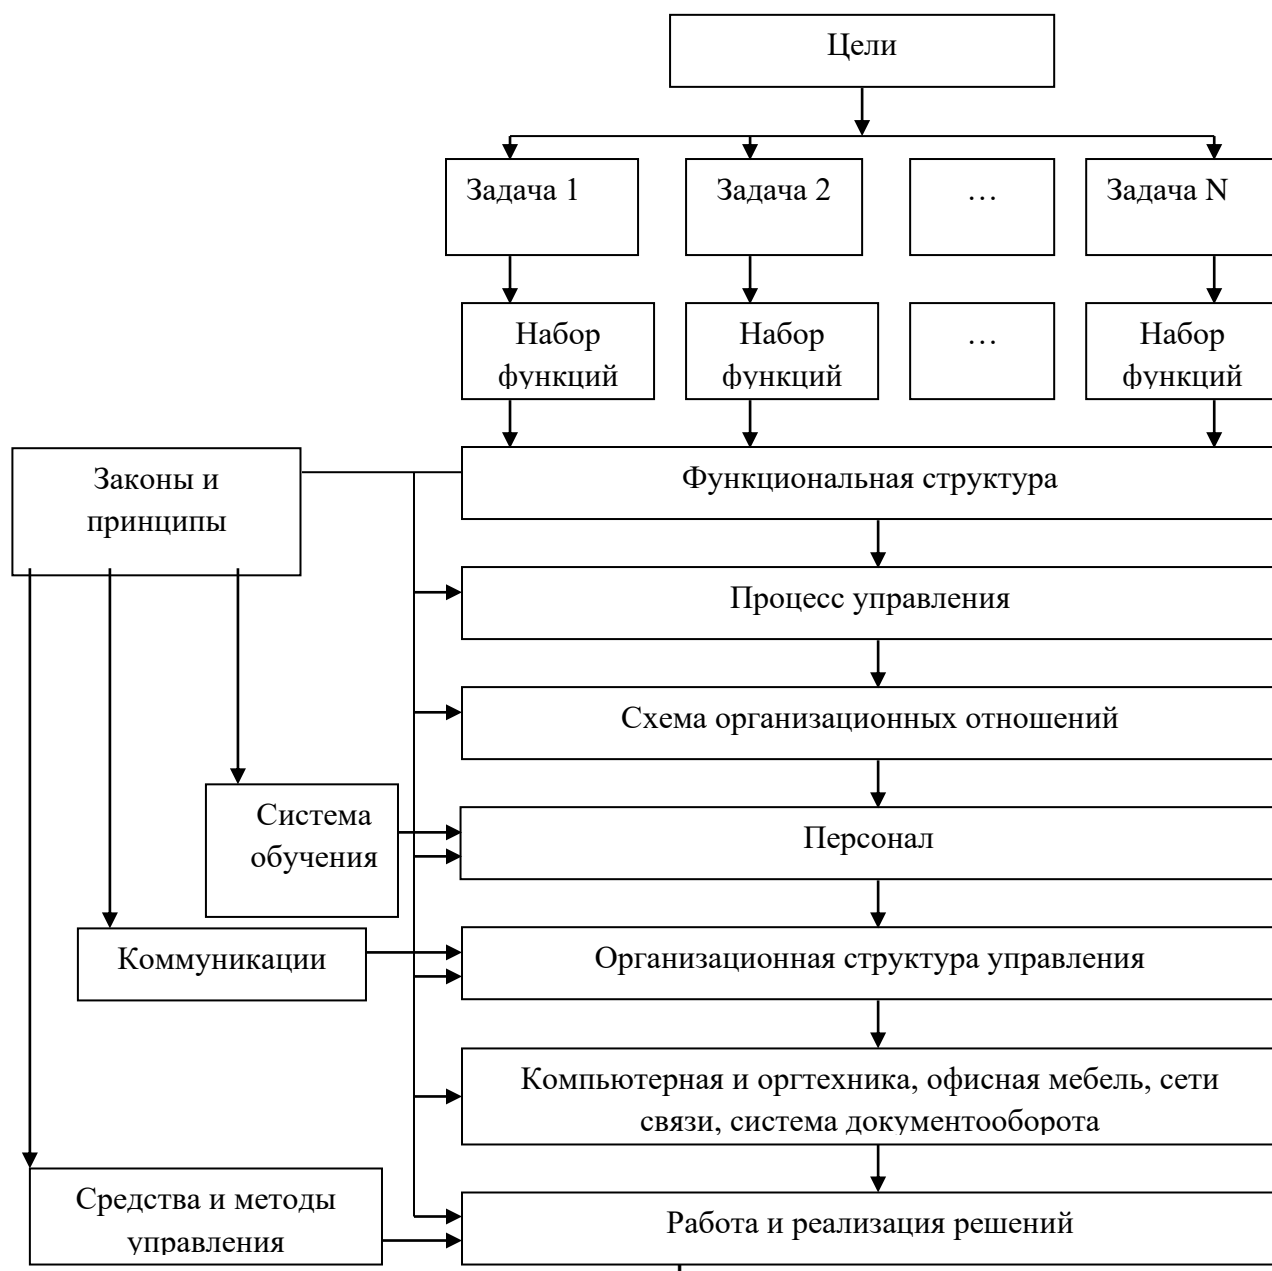 Цели
Задача 1
Задача 2
…
Задача N
Набор
функций
Набор
функций
…
Набор
функций
Законы и
принципы
Функциональная структура
Процесс управления
Схема организационных отношений
Система
обучения
Персонал
Коммуникации
Организационная структура управления
Компьютерная и оргтехника, офисная мебель, сети
связи, система документооборота
Средства и методы
управления
Работа и реализация решений